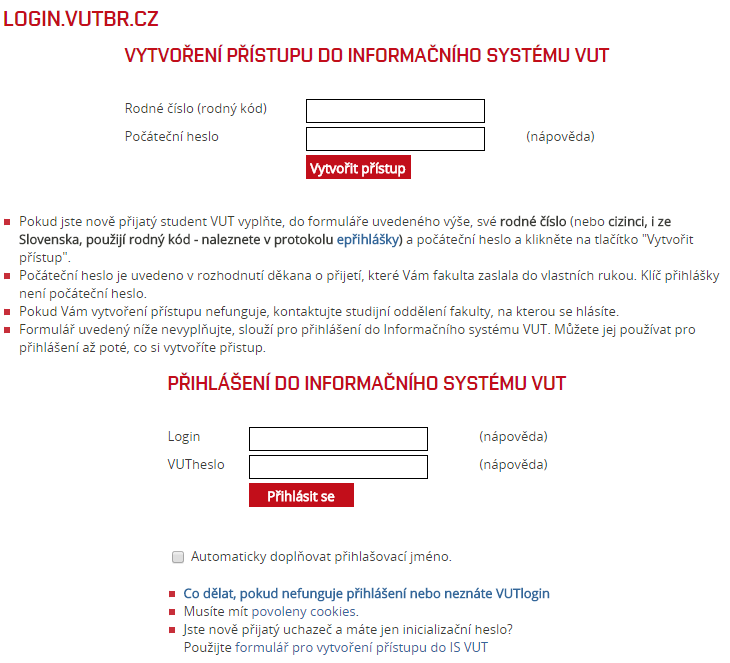 LOGIN.VUTBR.CZ
VYTVOŘENÍ PŘÍSTUPU DO INFORMAČNÍHO SYSTÉMU VUT
Rodné číslo (rodný kód)
Počáteční heslo (nápověda)
Vytvořit přístup
Pokud jste nově přijatý student VUT vyplňte, do formuláře uvedeného výše, své rodné číslo (nebo cizinci, i ze
Slovenska, použijí rodný kód - naleznete v protokolu epřihlášky) a počáteční heslo a klikněte na tlačítko "Vytvořit
přístup".
Počáteční heslo je uvedeno v rozhodnutí děkana o přijetí, které Vám fakulta zaslala do vlastních rukou. Klíč přihlášky
není počáteční heslo.
Pokud Vám vytvoření přístupu nefunguje, kontaktujte studijní oddělení fakulty, na kterou se hlásíte.
Formulář uvedený níže nevyplňujte, slouží pro přihlášení do Informačního systému VUT. Můžete jej používat pro
přihlášení až poté, co si vytvoříte přistup.
PŘIHLÁŠENÍ DO INFORMAČNÍHO SYSTÉMU VUT
Login (nápověda)
VUTheslo (nápověda)
Přihlásit se
Automaticky doplňovat přihlašovací jméno.
Co dělat, pokud nefunguje přihlášení nebo neznáte VUTlogin
Musíte mít povoleny cookies.
Jste nově přijatý uchazeč a máte jen inicializační heslo?
Použijte formulář pro vytvoření přístupu do IS VUT